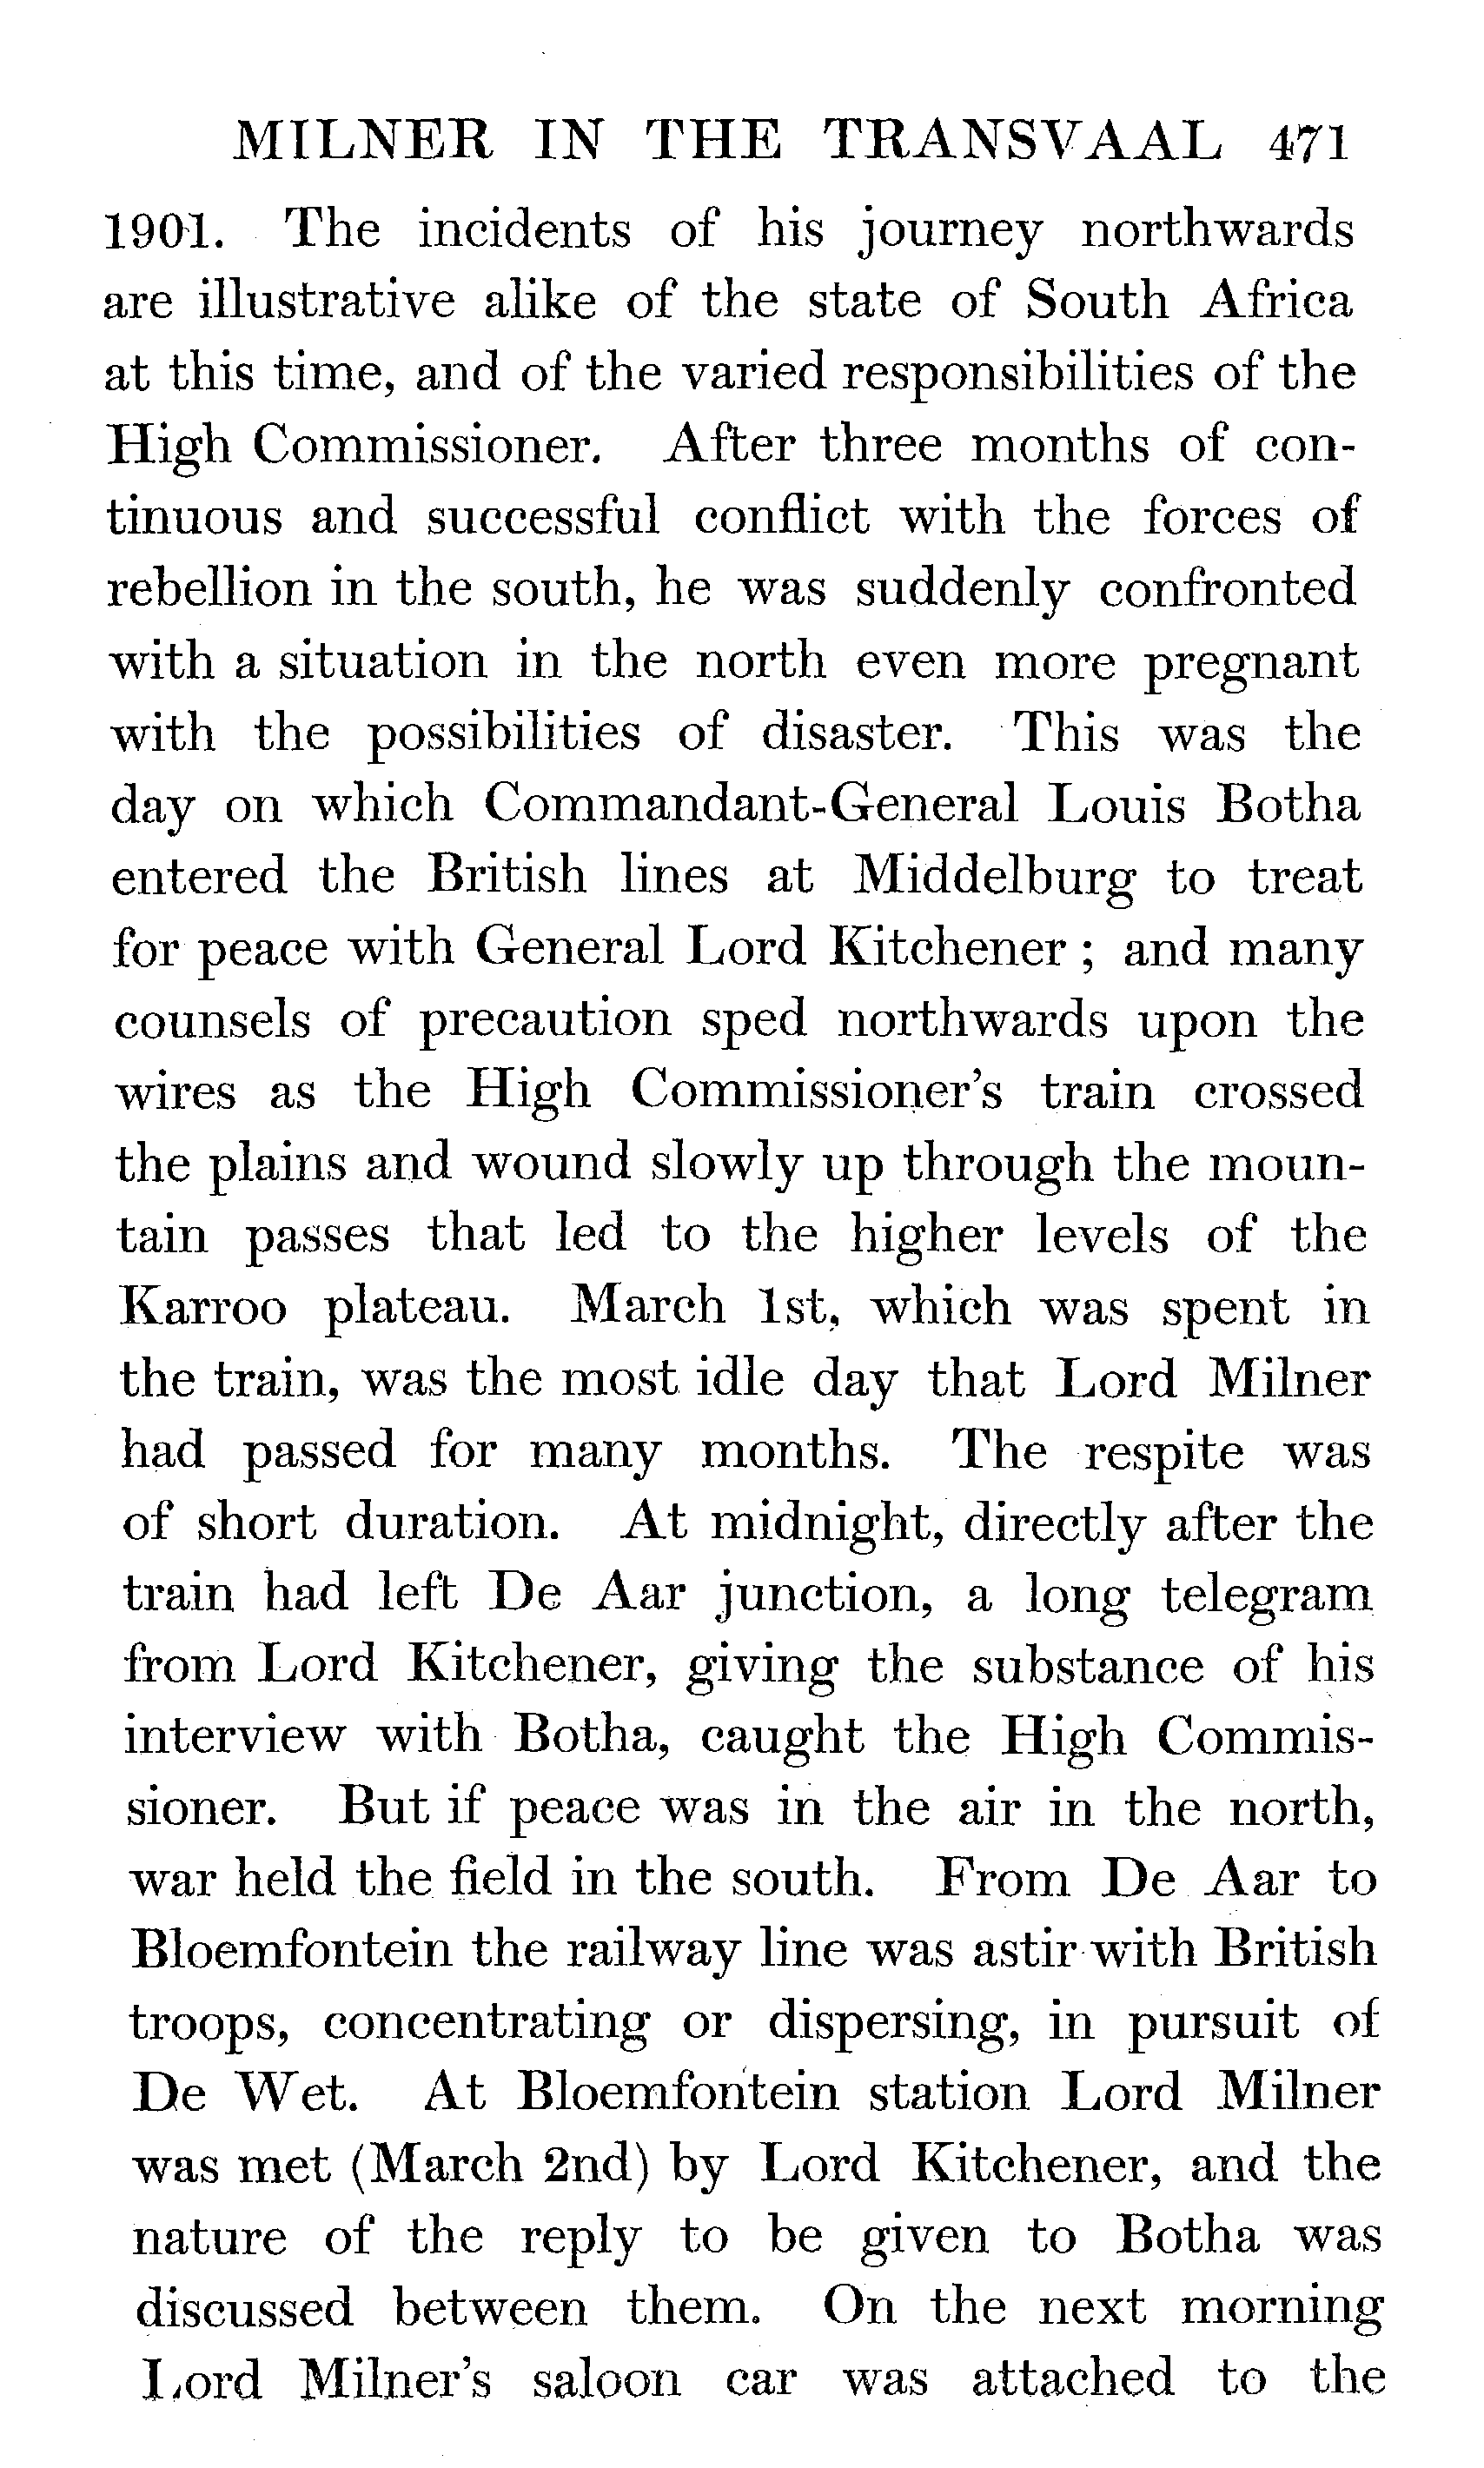 MILNER IN THE TRANSVAAL 471
1901. The incidents of his journey northwards
are illustrative alike of the state of South Africa
at this time, and of the varied responsibilities of the
High Commissioner. After three months of con-
tinuous and successful conflict with the forces of
rebellion in the south, he was suddenly confronted
with a situation in the north even more pregnant
with the possibilities of disaster. This was the
day on which Commandant-General Louis Botha
entered the British lines at Middelburg to treat
for peace with General Lord Kitchener ; and many
counsels of precaution sped northwards upon the
wires as the High Commissioner's train crossed
the plains and wound slowly up through the moun-
tain passes that led to the higher levels of the
Karroo plateau. March 1st, which was spent in
the train, was the most idle day that Lord Milner
had passed for many months. The respite was
of short duration. At midnight, directly after the
train had left De Aar junction, a long telegram
from Lord Kitchener, giving the substance of his
interview with Botha, caught the High Commis-
sioner. But if peace was in the air in the north,
war held the field in the south. From De Aar to
Bloemfontein the railway line was astir with British
troops, concentrating or dispersing, in pursuit of
De Wet. At Bloemfontein station Lord Milner
was met (March 2nd) by Lord Kitchener, and the
nature of the reply to be given to Botha was
discussed between them. On the next morning
Lord Milner's saloon car was attached to the